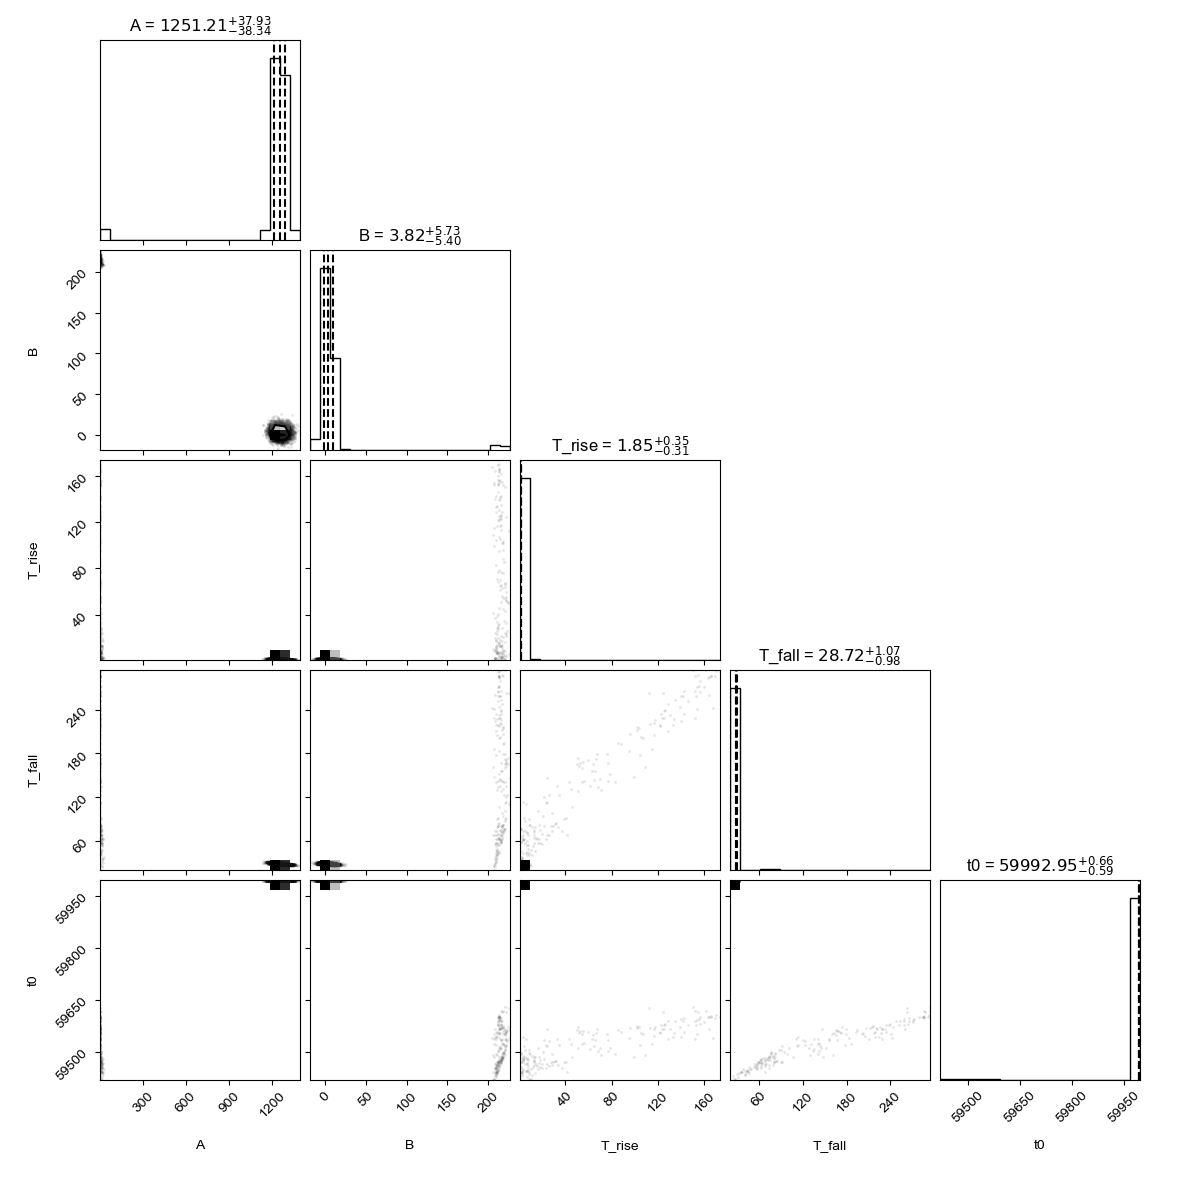 A = 1251.21+37.93−38.34
B = 3.82+5.73−5.40
200
150
100
50
0
B
T_rise = 1.85+0.35−0.31
160
120
80
40
T_rise
T_fall = 28.72+1.07−0.98
240
180
120
60
T_fall
t0 = 59992.95+0.66−0.59
59950
59800
59650
59500
t0
300 600 900 1200 0 50 100 150 200 40 80 120 160 60 120 180 240 59500 59650 59800 59950
A B T_rise T_fall t0